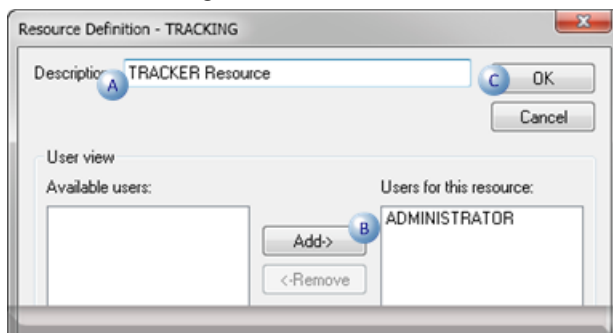 Resource Definition - TRACKING
Description: TRACKER Resource
A
C
OK
Cancel
User view
Available users:
Users for this resource:
ADMINISTRATOR
B
Add->
<-Remove